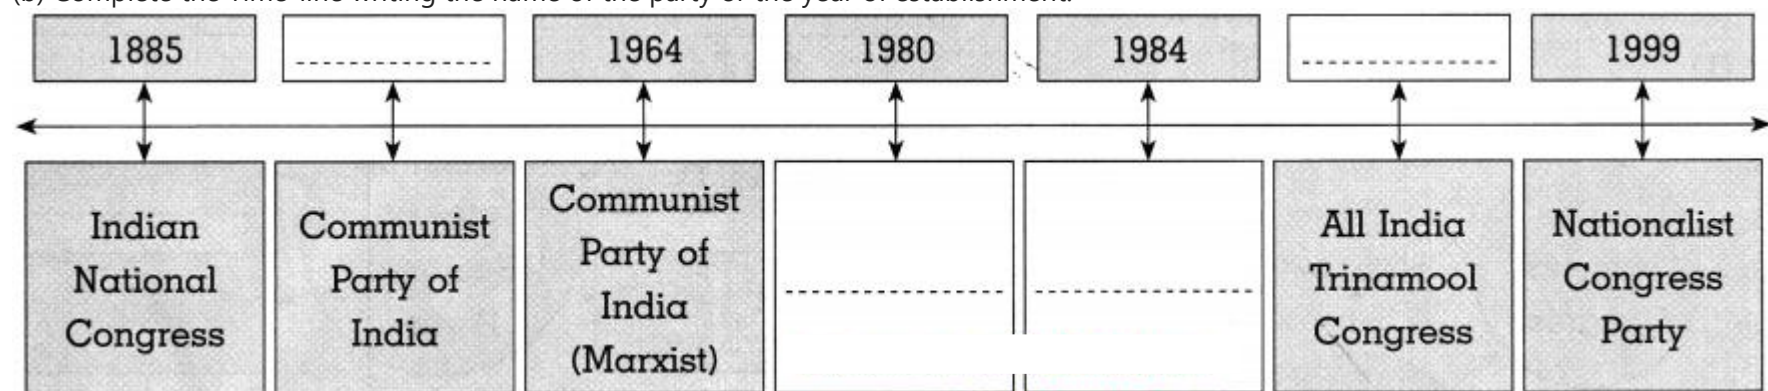 (b) Complete the Time-line writing the name of the party or the year of establishment.
1885
1964
1980
1984
1999
Indian
National
Congress
Communist
Party of
India
Communist
Party of
India
(Marxist)
All India
Trinamool
Congress
Nationalist
Congress
Party